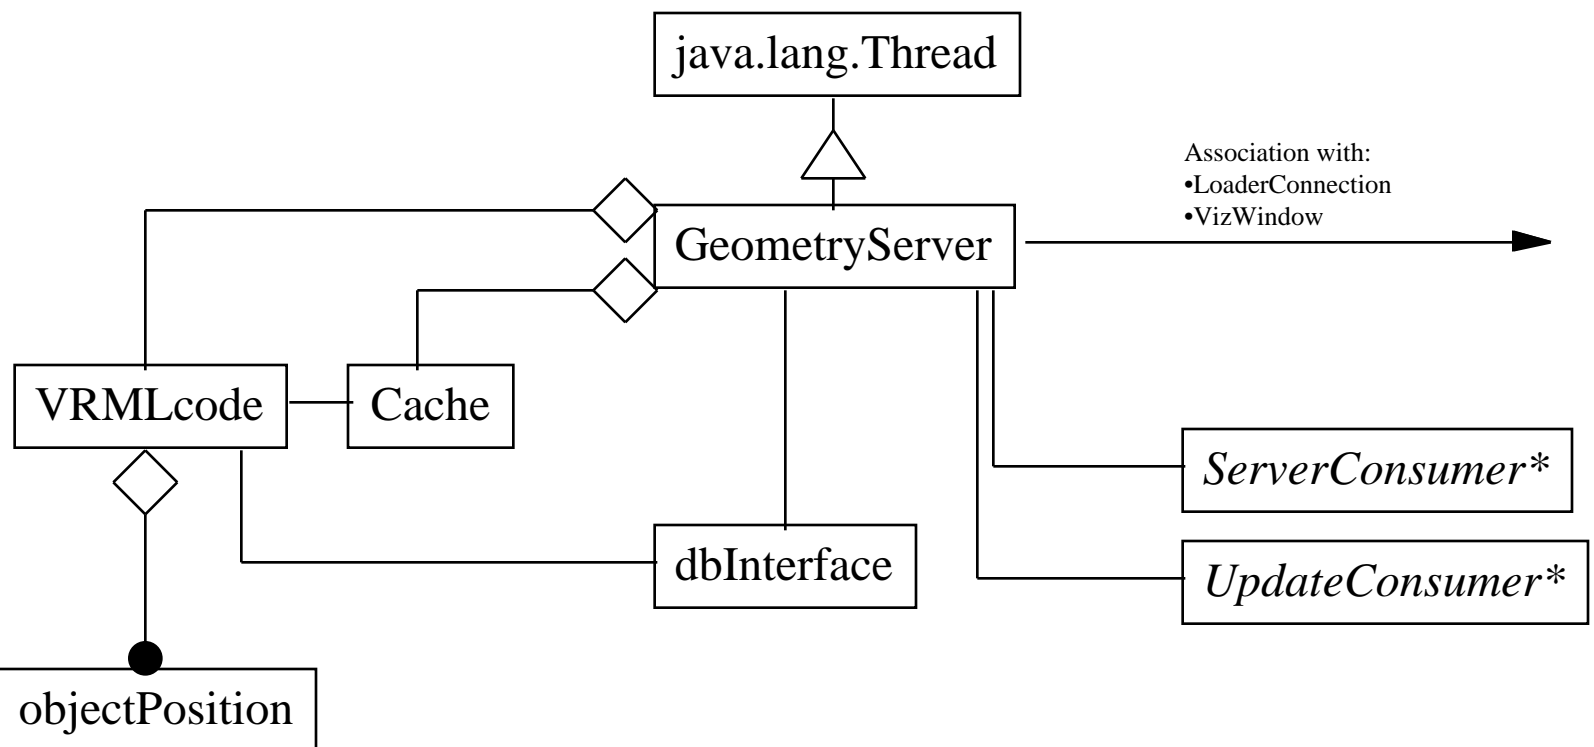 java.lang.Thread
Association with:
•LoaderConnection
•VizWindow
GeometryServer
VRMLcode
Cache
ServerConsumer*
dbInterface
UpdateConsumer*
objectPosition